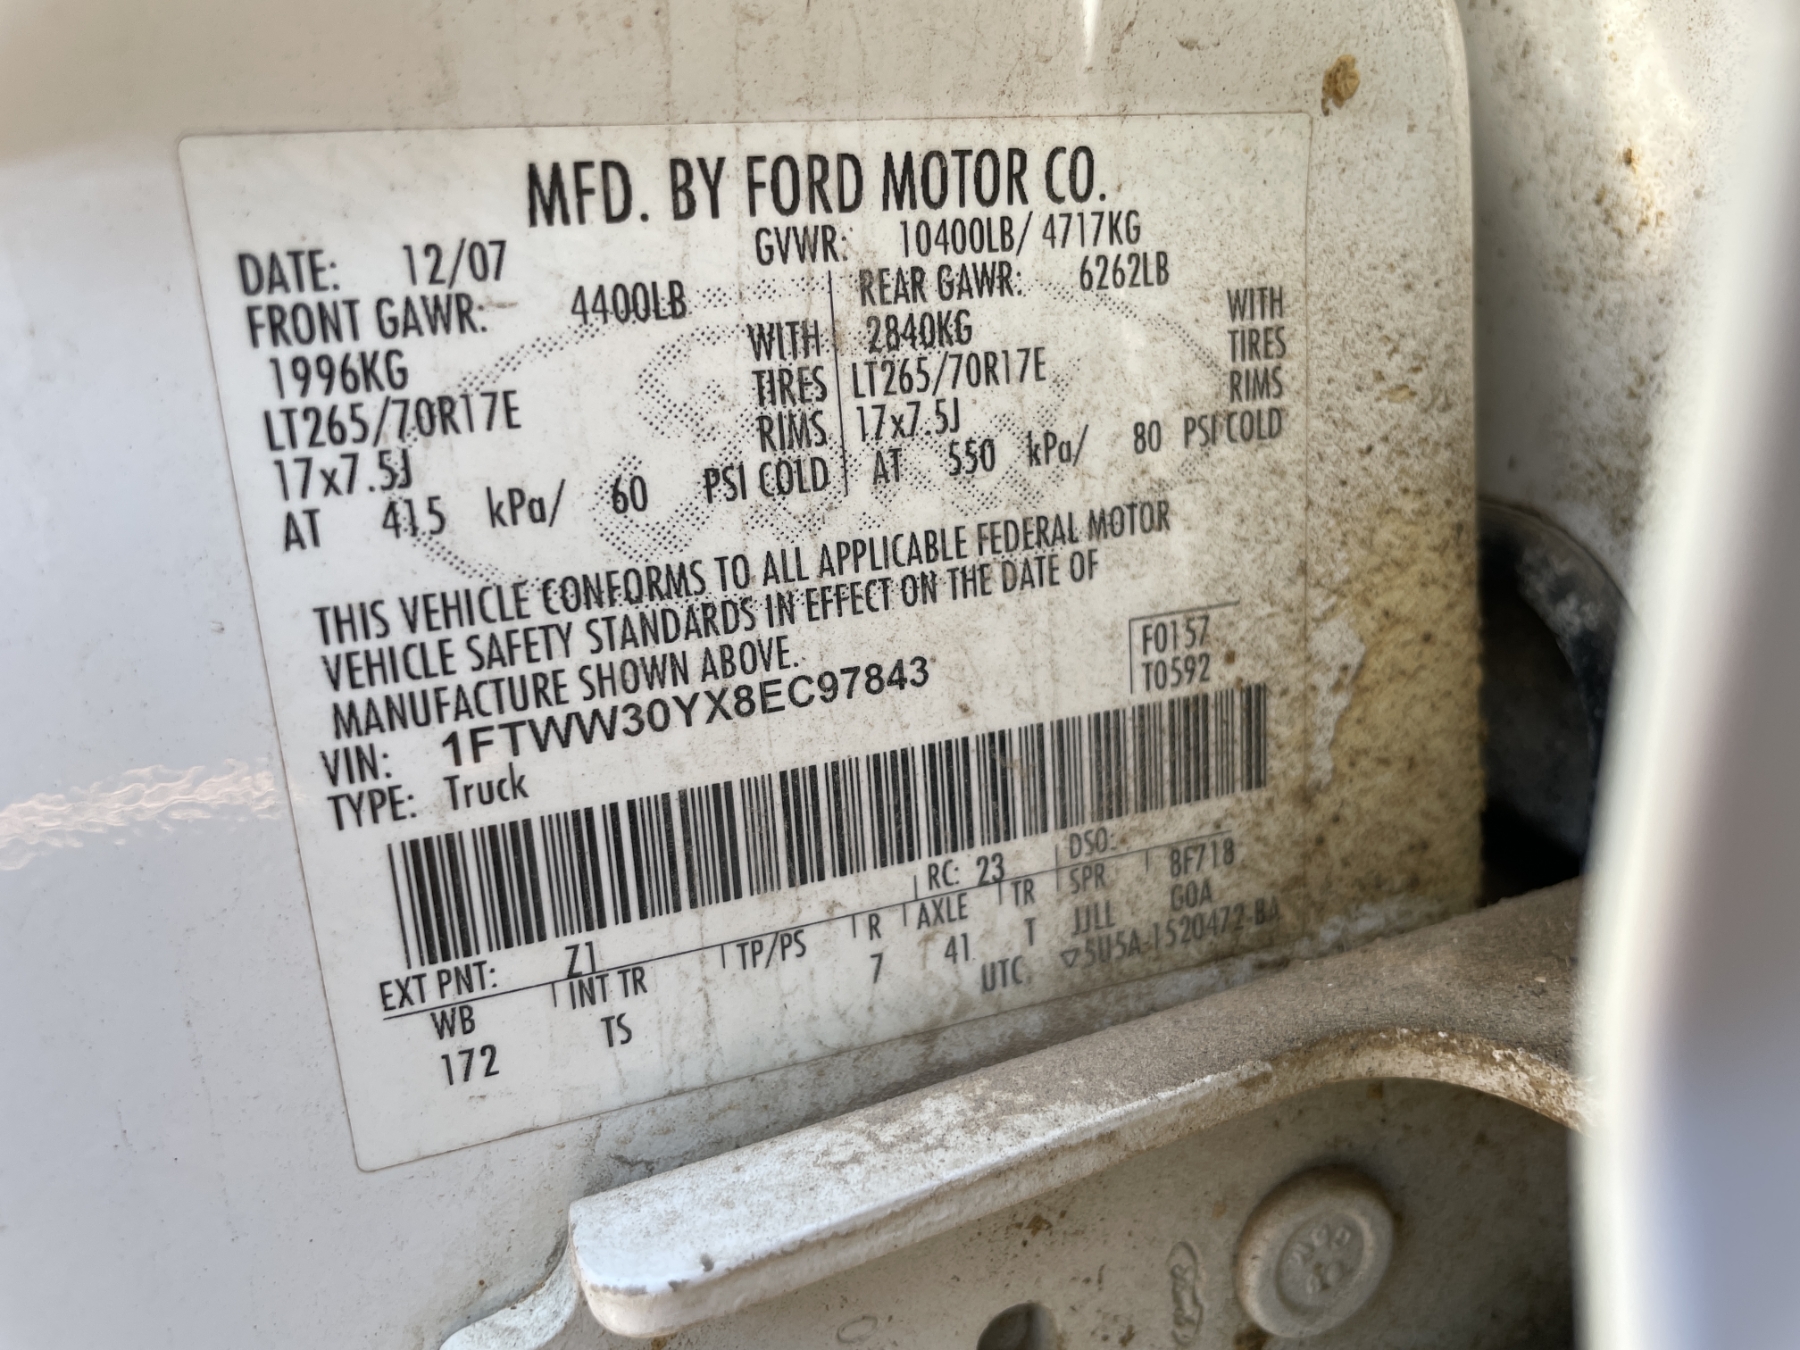 MFD. BY FORD MOTOR CO.
DATE: 12/07 GVWR: 10400LB/ 4717KG
FRONT GAWR: 4400LB REAR GAWR: 6262LB
1996KG WITH 2840KG WITH
LT265/70R17E TIRES LT265/70R17E TIRES
17x7.5J RIMS 17x7.5J RIMS
AT 415 kPa/ 60 PSI COLD AT 550 kPa/ 80 PSI COLD
THIS VEHICLE CONFORMS TO ALL APPLICABLE FEDERAL MOTOR
VEHICLE SAFETY STANDARDS IN EFFECT ON THE DATE OF
MANUFACTURE SHOWN ABOVE.
F0157
T0592
VIN: 1FTWW30YX8EC97843
TYPE: Truck
EXT PNT: Z1 RC: 23 DSO: 8F718
WB INT TR TP/PS R AXLE TR SPR GOA
172 TS 7 41 T JJLL
UTC ▽5U5A-1520472-BA